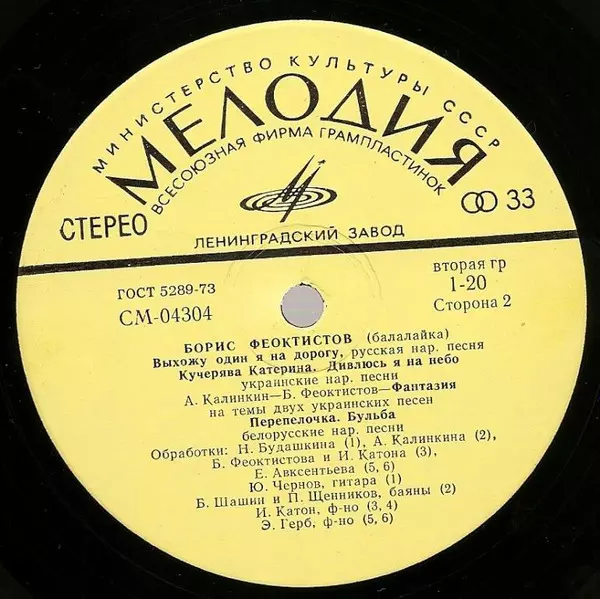 МИНИСТЕРСТВО КУЛЬТУРЫ СССР
МЕЛОДИЯ
ВСЕСОЮЗНАЯ ФИРМА ГРАМПЛАСТИНОК
СТЕРЕО
33
ЛЕНИНГРАДСКИЙ ЗАВОД
ГОСТ 5289-73
вторая гр
СМ-04304
1-20
Сторона 2
БОРИС ФЕОКТИСТОВ (балалайка)
Выхожу один я на дорогу, русская нар. песня
Кучерява Катерина. Дивлюсь я на небо
украинские нар. песни
А. Калинкин—Б. Феоктистов—Фантазия
на темы двух украинских песен
Перепелочка. Бульба
белорусские нар. песни
Обработки: Н. Будашкина (1), А. Калинкина (2),
Б. Феоктистова и И. Катона (3),
Е. Авксентьева (5, 6)
Ю. Чернов, гитара (1)
Б. Шашин и П. Щенников, баяны (2)
И. Катон, ф-но (3, 4)
Э. Герб, ф-но (5, 6)